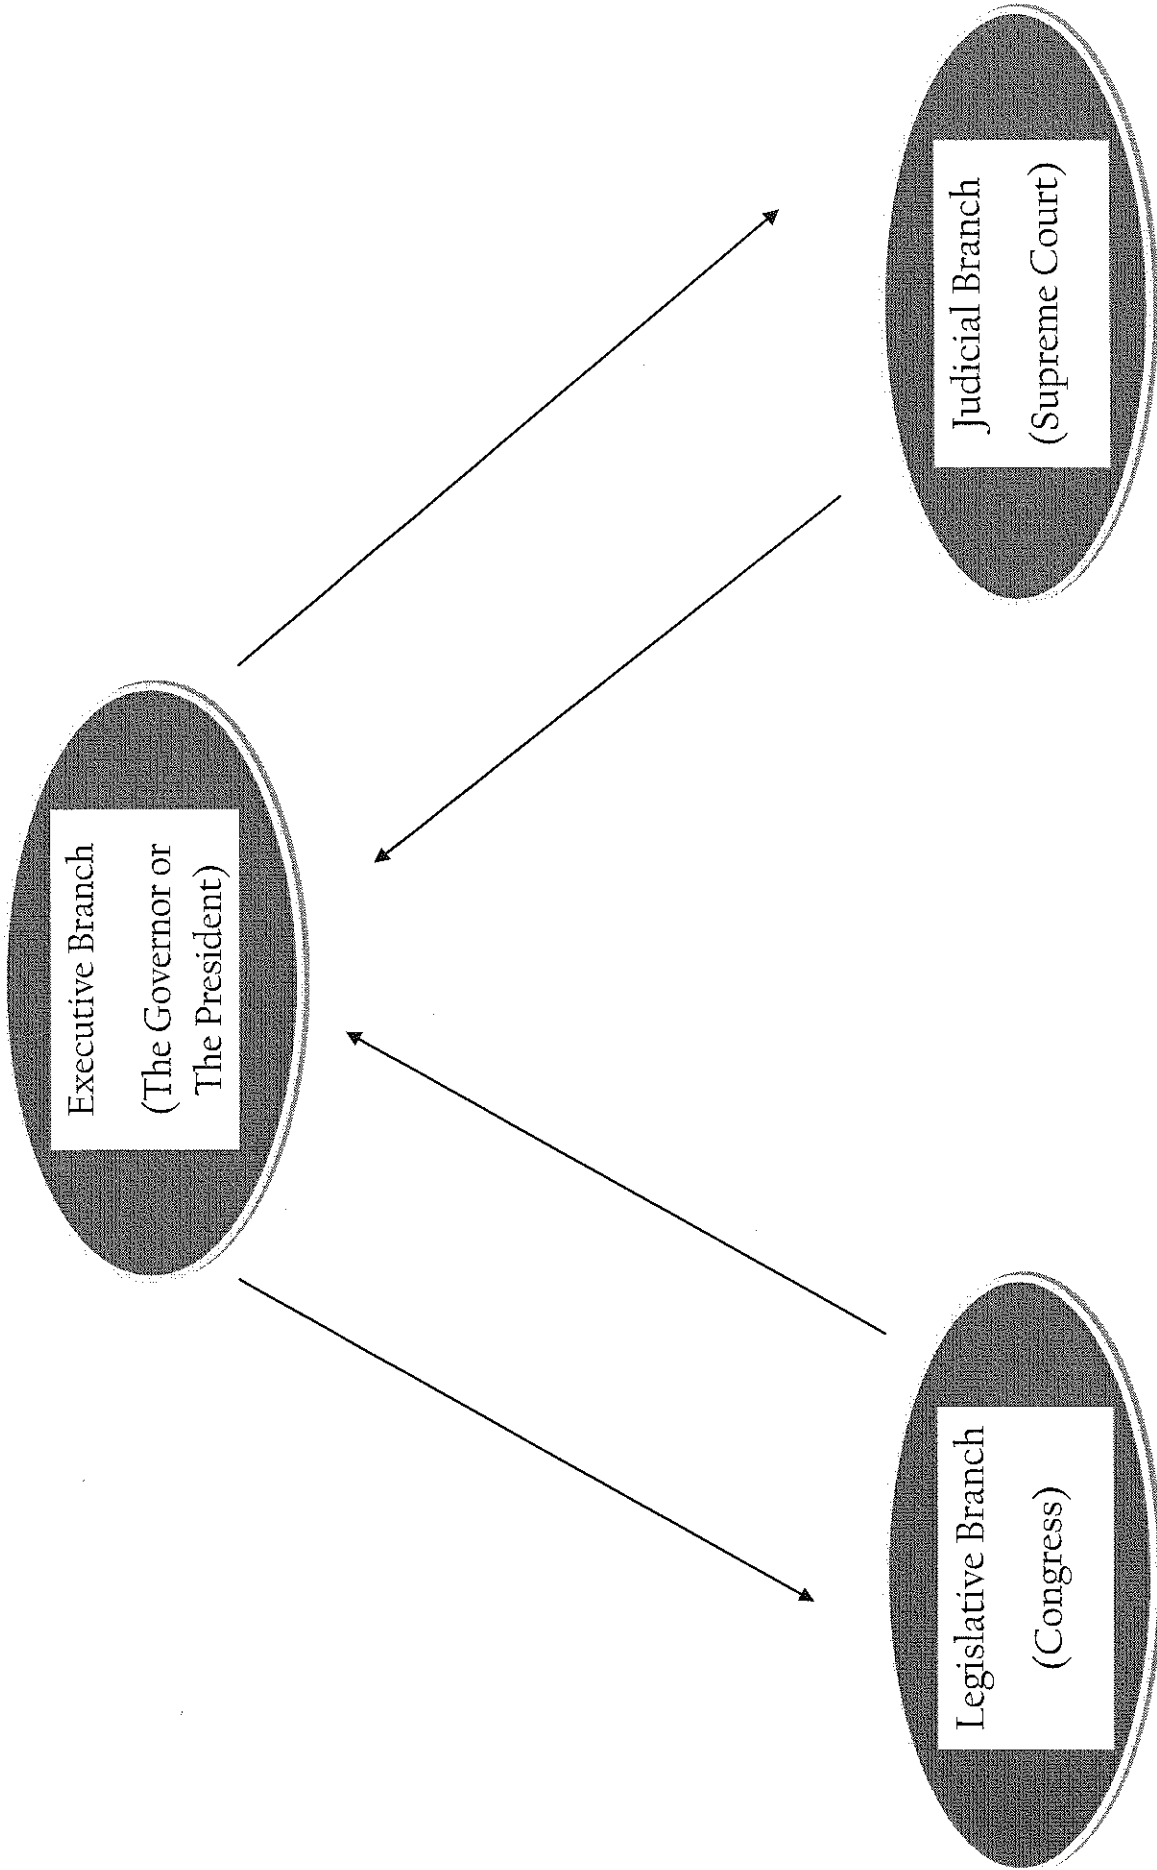 Executive Branch
(The Governor or
The President)
Legislative Branch
(Congress)
Judicial Branch
(Supreme Court)